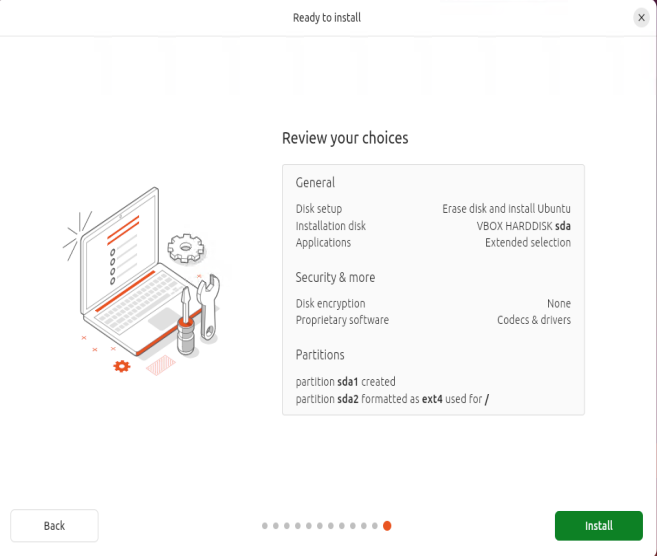 Ready to install
Review your choices
General
Disk setup Erase disk and install Ubuntu
Installation disk VBOX HARDDISK sda
Applications Extended selection
Security & more
Disk encryption None
Proprietary software Codecs & drivers
Partitions
partition sda1 created
partition sda2 formatted as ext4 used for /
Back Install